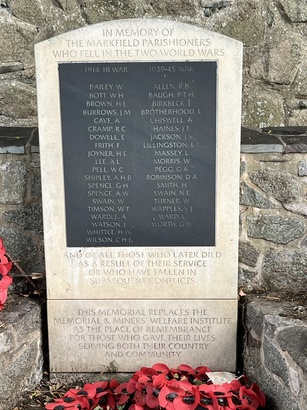 IN MEMORY OF
THE MARKFIELD PARISHIONERS
WHO FELL IN THE TWO WORLD WARS
1914-18 WAR
BAILEY. W
BOTT. W H
BROWN. H E
BURROWS. J M
CAVE. A
CRAMP. R C
DOWELL. E
FRITH. F
JOYNER. H E
LEE. A L
PELL. W C
SHIPLEY. A H B
SPENCE. G H
SPENCE. A W
SWAIN. W
TIMSON. W T
WARDLE. A
WATSON. J
WHITTLE. H W
WILSON. C H L
1939-45 WAR
ALLEN. K B
BAUGH. P T H
BIRKBECK. J
BROTHERHOOD. L
CHISWELL. A
HAINES. J T
JACKSON. J S
LILLINGSTON. L C
MASSEY. L
MORRIS. W
PEGG. G A
ROBINSON. D A
SMITH. H
SWAIN. N E
TURNER. W
WAPPLES. V J
WARD. L
WORTH. G W
AND OF ALL THOSE WHO LATER DIED
AS A RESULT OF THEIR SERVICE
OR WHO HAVE FALLEN IN
SUBSEQUENT CONFLICTS.
THIS MEMORIAL REPLACES THE
MEMORIAL & MINERS' WELFARE INSTITUTE
AS THE PLACE OF REMEMBRANCE
FOR THOSE WHO GAVE THEIR LIVES
SERVING BOTH THEIR COUNTRY
AND COMMUNITY.